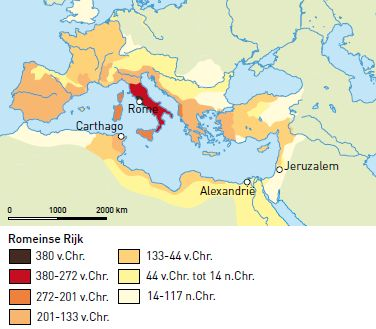 Rome
Carthago
Jeruzalem
Alexandrië
0 1000 2000 km
Romeinse Rijk
380 v.Chr.
380-272 v.Chr.
272-201 v.Chr.
201-133 v.Chr.
133-44 v.Chr.
44 v.Chr. tot 14 n.Chr.
14-117 n.Chr.